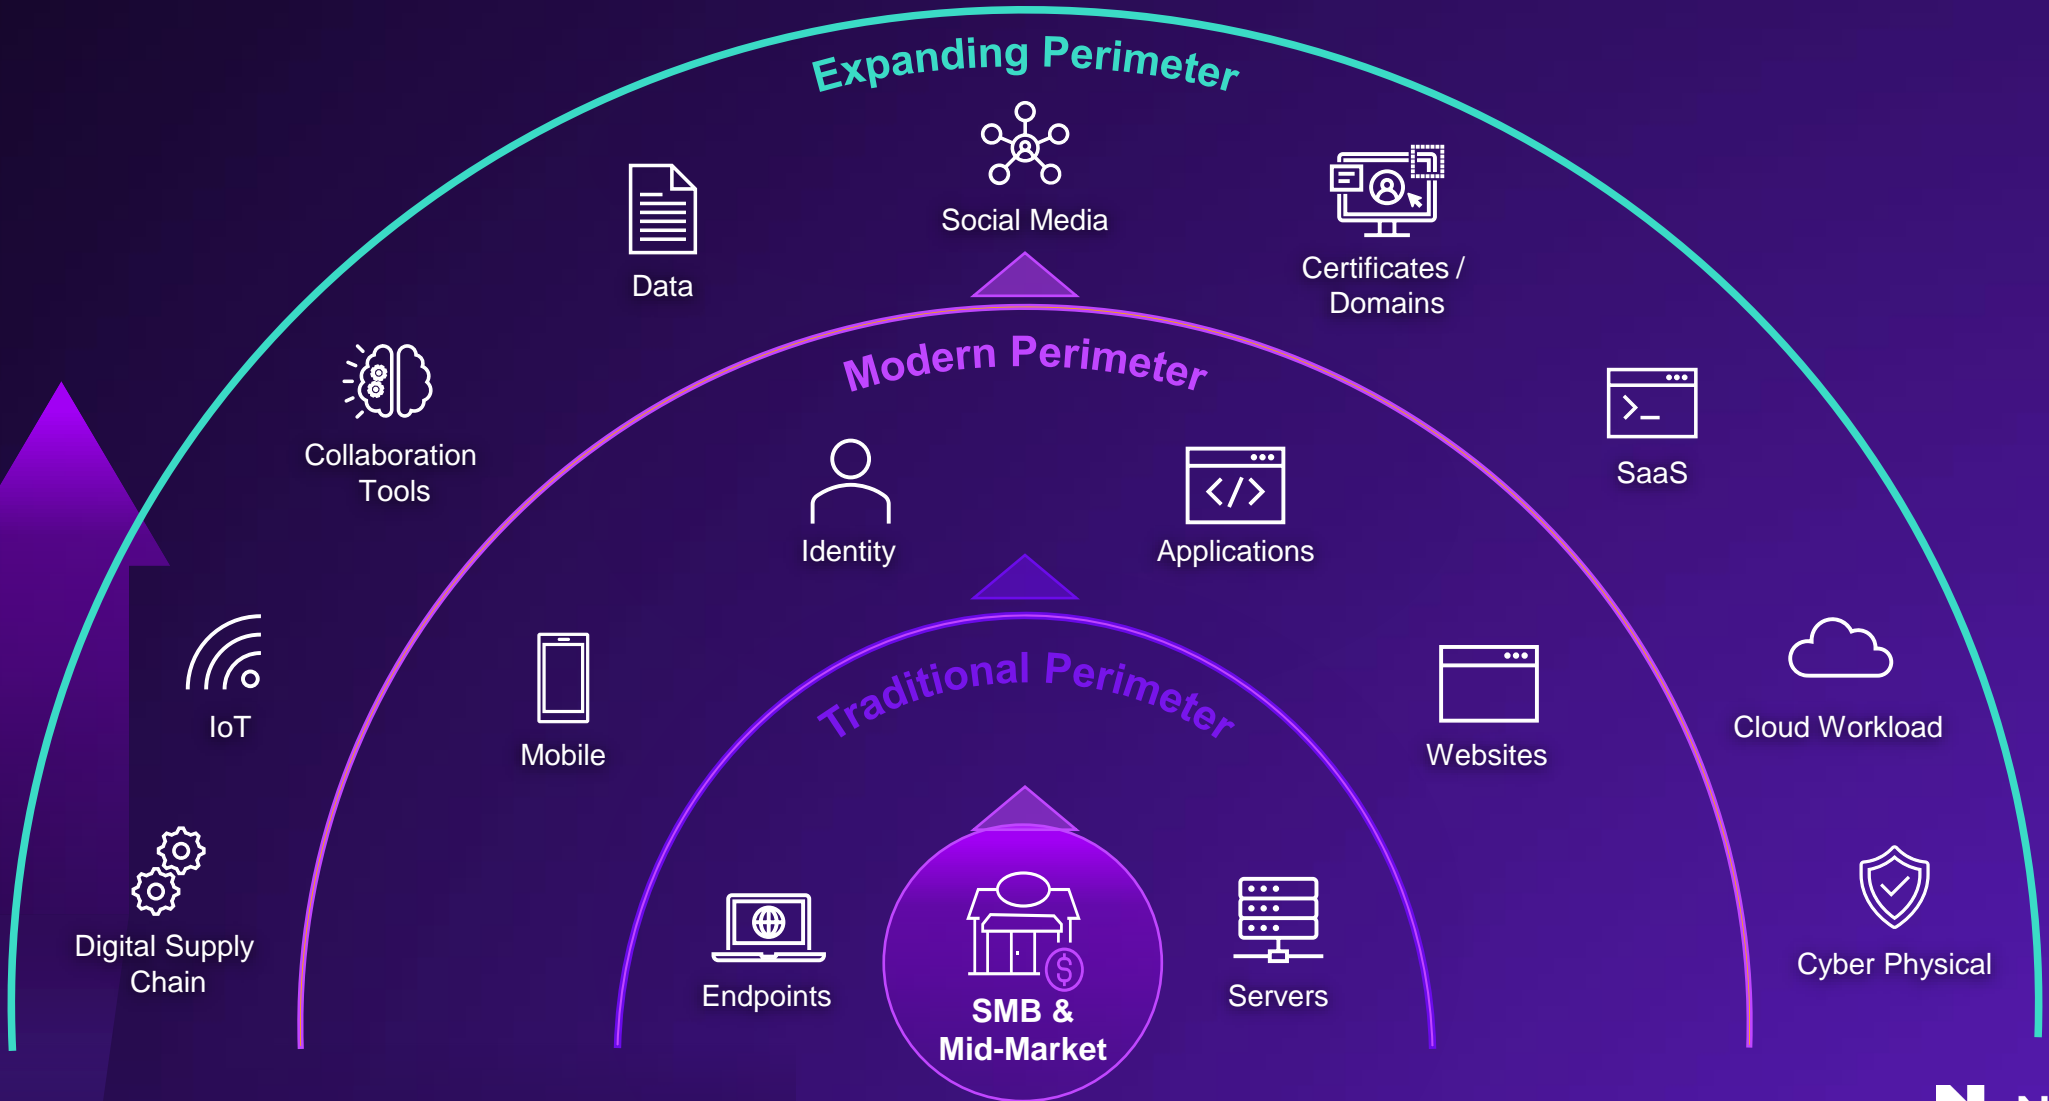 Expanding Perimeter
Social Media
Data
Certificates /
Domains
Modern Perimeter
Collaboration
Tools
SaaS
Identity
Applications
Traditional Perimeter
IoT
Mobile
Websites
Cloud Workload
Digital Supply
Chain
Cyber Physical
Endpoints
Servers
$
SMB &
Mid-Market